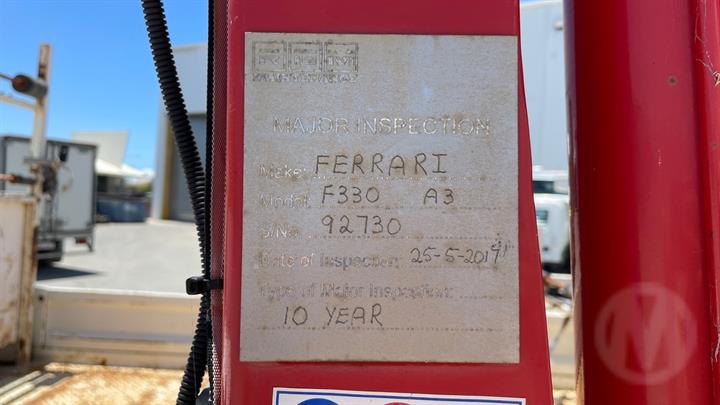 MAJOR INSPECTION
Make: FERRARI
Model: F330 A3
S/No: 92730
Date of Inspection: 25-5-2019
Type of Major Inspection:
10 YEAR
M